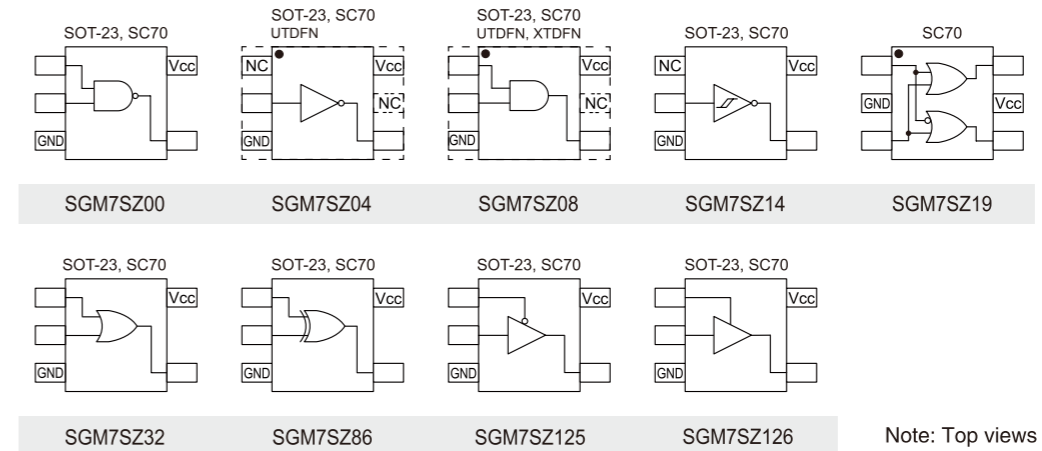 SOT-23, SC70
Vcc
GND
SGM7SZ00
SOT-23, SC70
UTDFN
NC
Vcc
NC
GND
SGM7SZ04
SOT-23, SC70
UTDFN, XTDFN
Vcc
NC
GND
SGM7SZ08
SOT-23, SC70
NC
Vcc
GND
SGM7SZ14
SC70
GND
Vcc
SGM7SZ19
SOT-23, SC70
Vcc
GND
SGM7SZ32
SOT-23, SC70
Vcc
GND
SGM7SZ86
SOT-23, SC70
Vcc
GND
SGM7SZ125
SOT-23, SC70
Vcc
GND
SGM7SZ126
Note: Top views